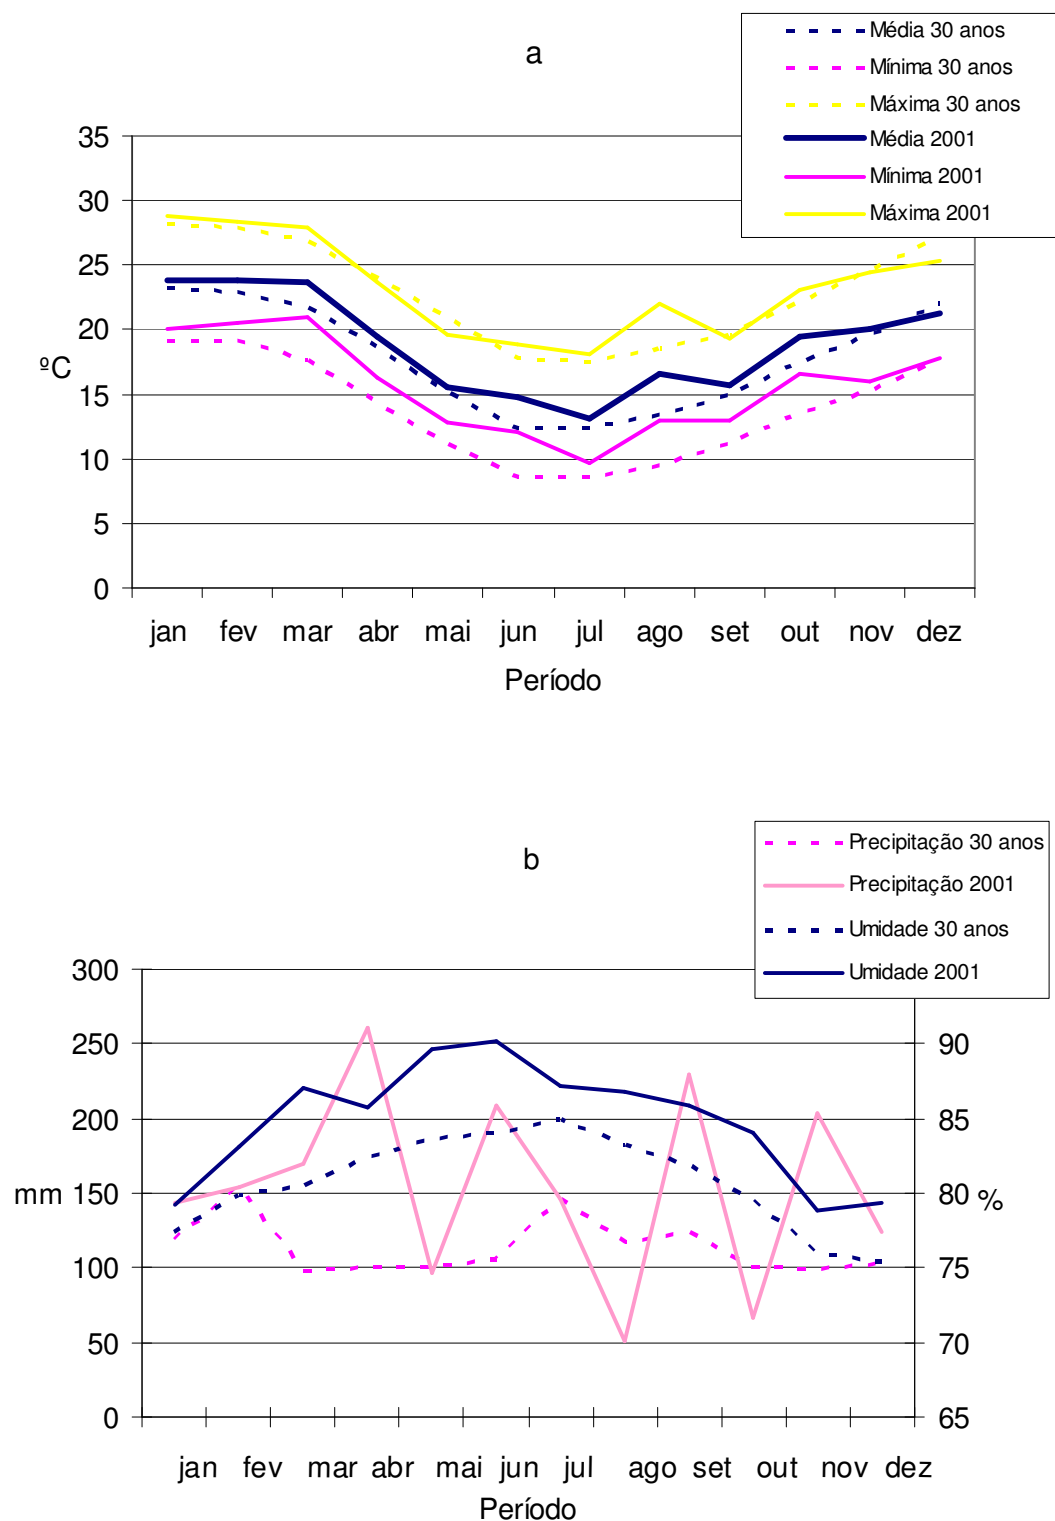 a
Média 30 anos
Mínima 30 anos
Máxima 30 anos
Média 2001
Mínima 2001
Máxima 2001
35
30
25
20
15
10
5
0
ºC
jan fev mar abr mai jun jul ago set out nov dez
Período
b
Precipitação 30 anos
Precipitação 2001
Umidade 30 anos
Umidade 2001
300
250 90
200 85
150 80
mm %
100 75
50 70
0 65
jan fev mar abr mai jun jul ago set out nov dez
Período